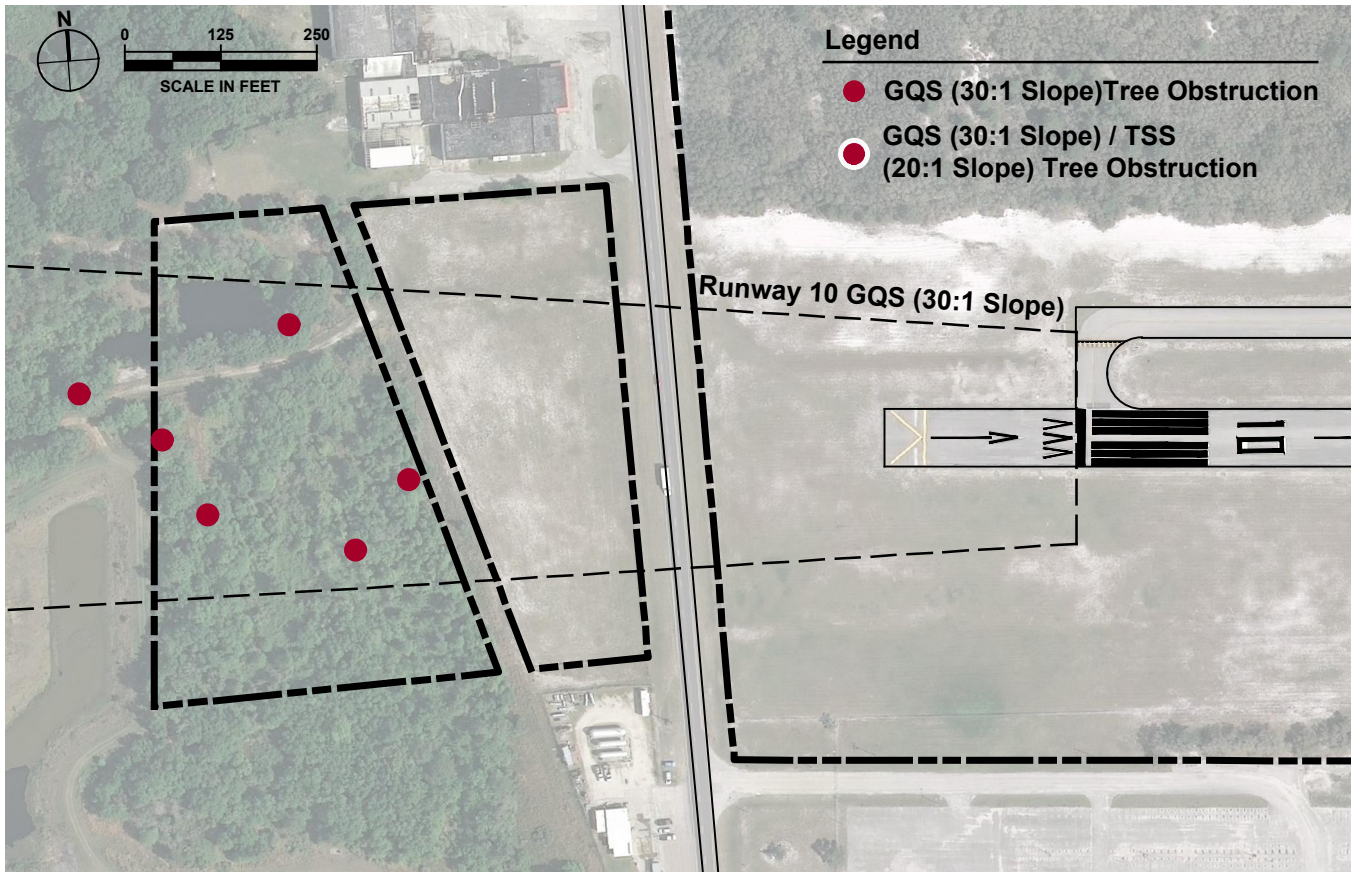 N
0 125 250
SCALE IN FEET
Legend
GQS (30:1 Slope)Tree Obstruction
GQS (30:1 Slope) / TSS
(20:1 Slope) Tree Obstruction
Runway 10 GQS (30:1 Slope)
10